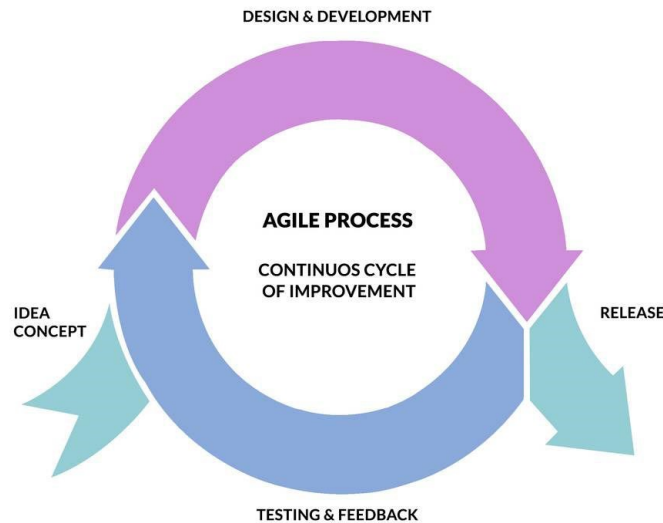 DESIGN & DEVELOPMENT
AGILE PROCESS
CONTINUOS CYCLE
OF IMPROVEMENT
IDEA
CONCEPT
RELEASE
TESTING & FEEDBACK